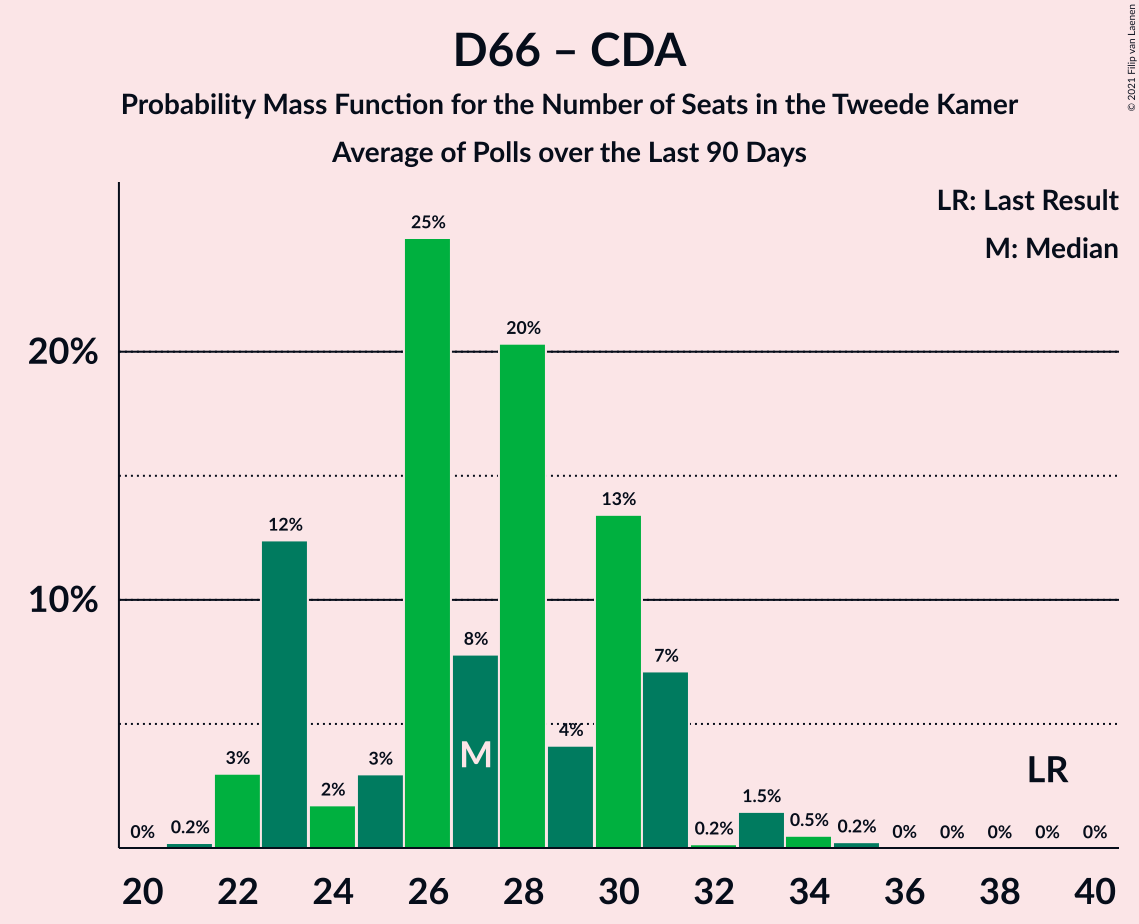 D66 – CDA
Probability Mass Function for the Number of Seats in the Tweede Kamer
Average of Polls over the Last 90 Days
© 2021 Filip van Laenen
LR: Last Result
M: Median
25%
20%
20%
13%
12%
10%
8%
7%
4%
M
3%
3%
2%
LR
1.5%
0% 0.2% 0.2% 0.5% 0.2% 0% 0% 0% 0% 0%
20 22 24 26 28 30 32 34 36 38 40